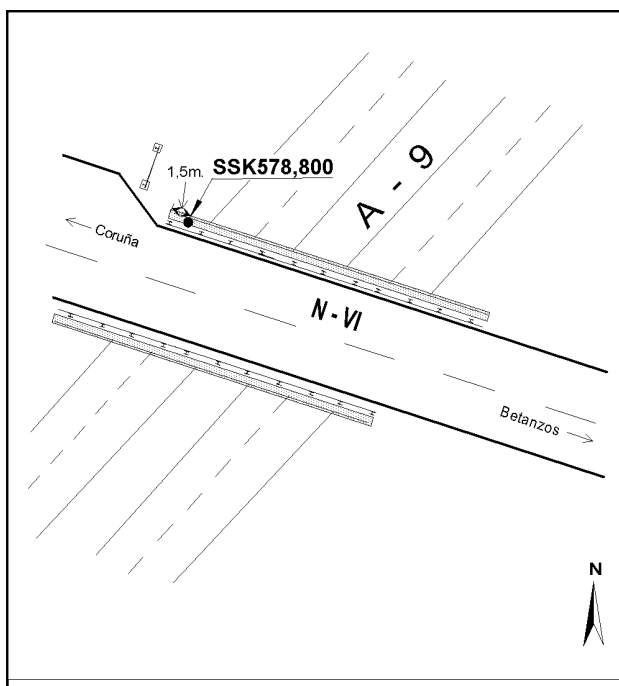 A - 9
1,5m.
SSK578,800
Coruña
N - VI
Betanzos
N